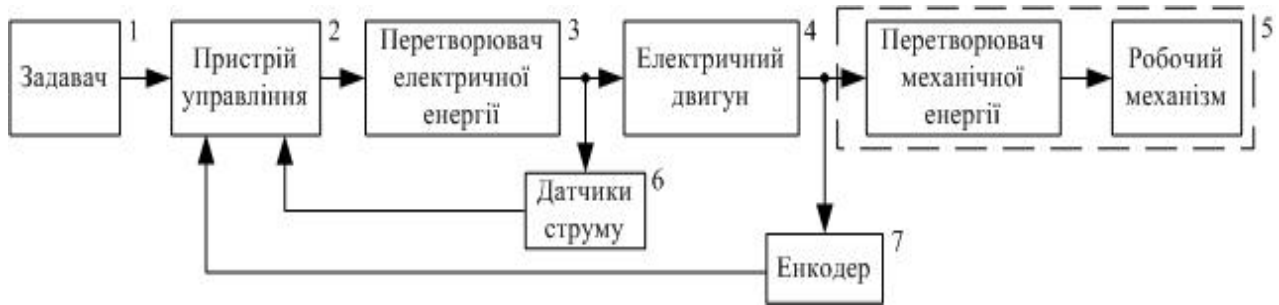 1
Задавач
2
Пристрій
управління
3
Перетворювач
електричної
енергії
4
Електричний
двигун
5
Перетворювач
механічної
енергії
Робочий
механізм
6
Датчики
струму
7
Енкодер